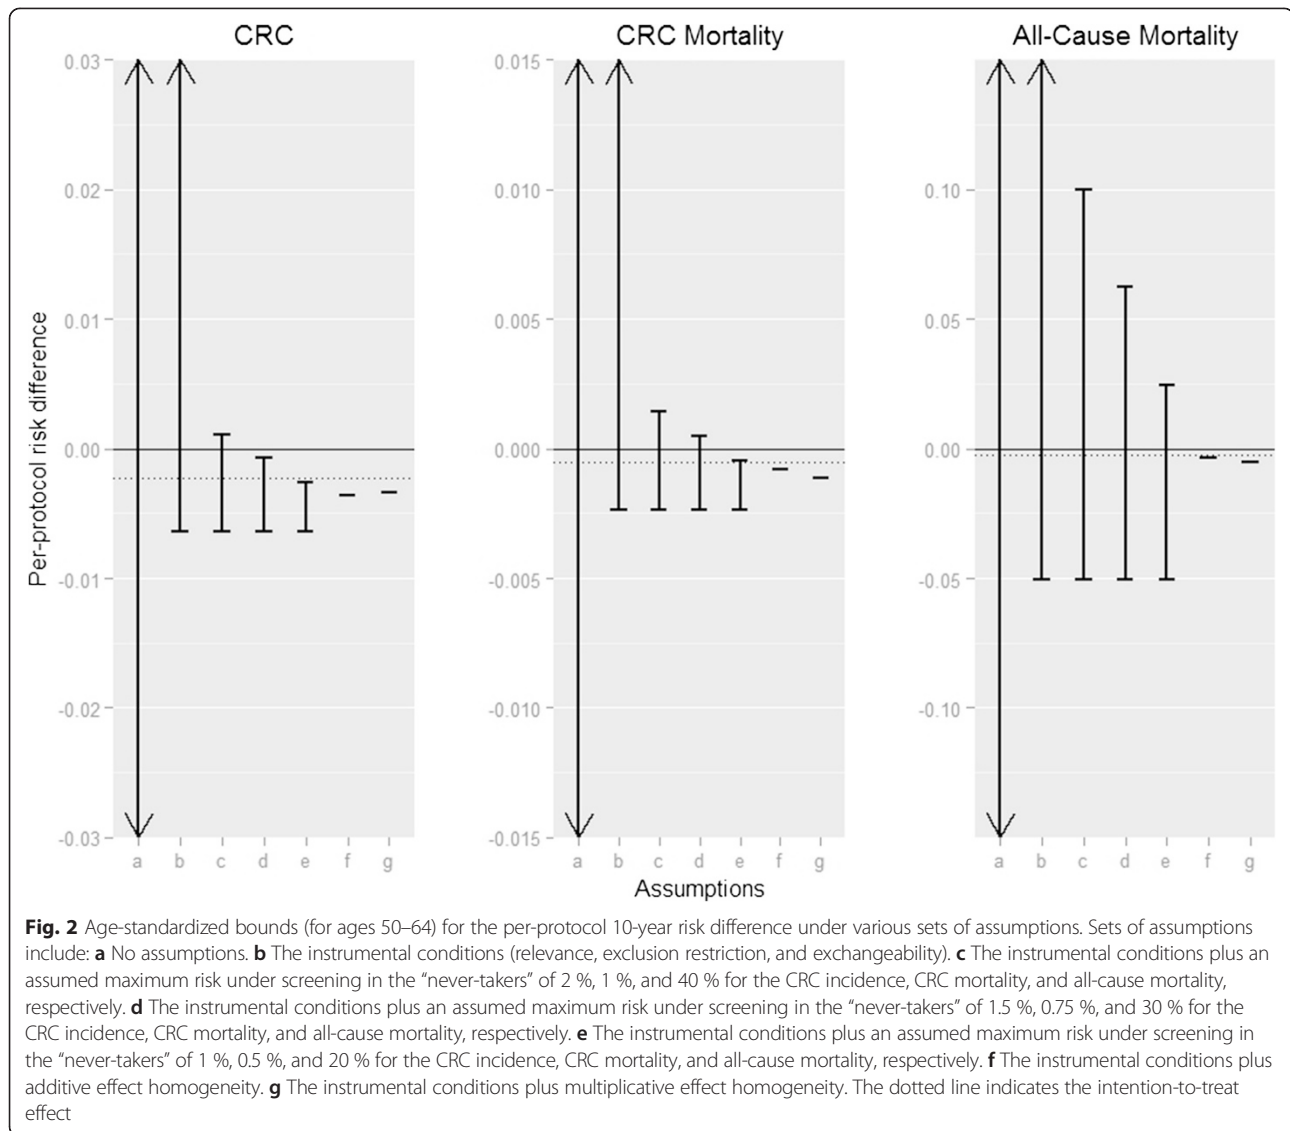 CRC
CRC Mortality
All-Cause Mortality
Per-protocol risk difference
0.03
0.02
0.01
0.00
-0.01
-0.02
-0.03
a b c d e f g
0.015
0.010
0.005
0.000
-0.005
-0.010
-0.015
a b c d e f g
0.10
0.05
0.00
-0.05
-0.10
a b c d e f g
Assumptions
Fig. 2 Age-standardized bounds (for ages 50–64) for the per-protocol 10-year risk difference under various sets of assumptions. Sets of assumptions
include: a No assumptions. b The instrumental conditions (relevance, exclusion restriction, and exchangeability). c The instrumental conditions plus an
assumed maximum risk under screening in the “never-takers” of 2 %, 1 %, and 40 % for the CRC incidence, CRC mortality, and all-cause mortality,
respectively. d The instrumental conditions plus an assumed maximum risk under screening in the “never-takers” of 1.5 %, 0.75 %, and 30 % for the
CRC incidence, CRC mortality, and all-cause mortality, respectively. e The instrumental conditions plus an assumed maximum risk under screening in
the “never-takers” of 1 %, 0.5 %, and 20 % for the CRC incidence, CRC mortality, and all-cause mortality, respectively. f The instrumental conditions plus
additive effect homogeneity. g The instrumental conditions plus multiplicative effect homogeneity. The dotted line indicates the intention-to-treat
effect